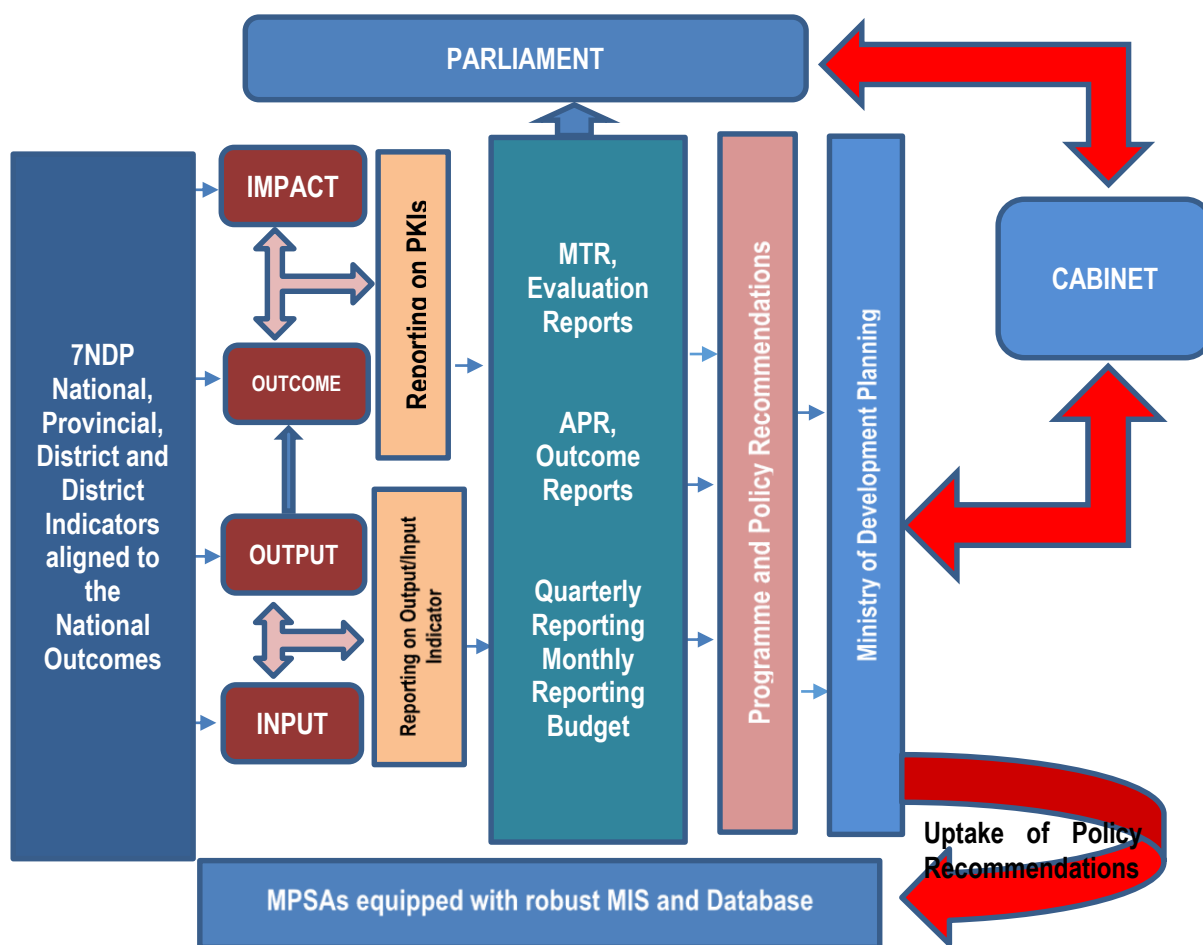 PARLIAMENT
7NDP
National,
Provincial,
District and
District
Indicators
aligned to
the
National
Outcomes
IMPACT
OUTCOME
OUTPUT
INPUT
Reporting on PKIs
Reporting on Output/Input
Indicator
MTR,
Evaluation
Reports
APR,
Outcome
Reports
Quarterly
Reporting
Monthly
Reporting
Budget
Programme and Policy Recommendations
Ministry of Development Planning
CABINET
Uptake of Policy
Recommendations
MPSAs equipped with robust MIS and Database